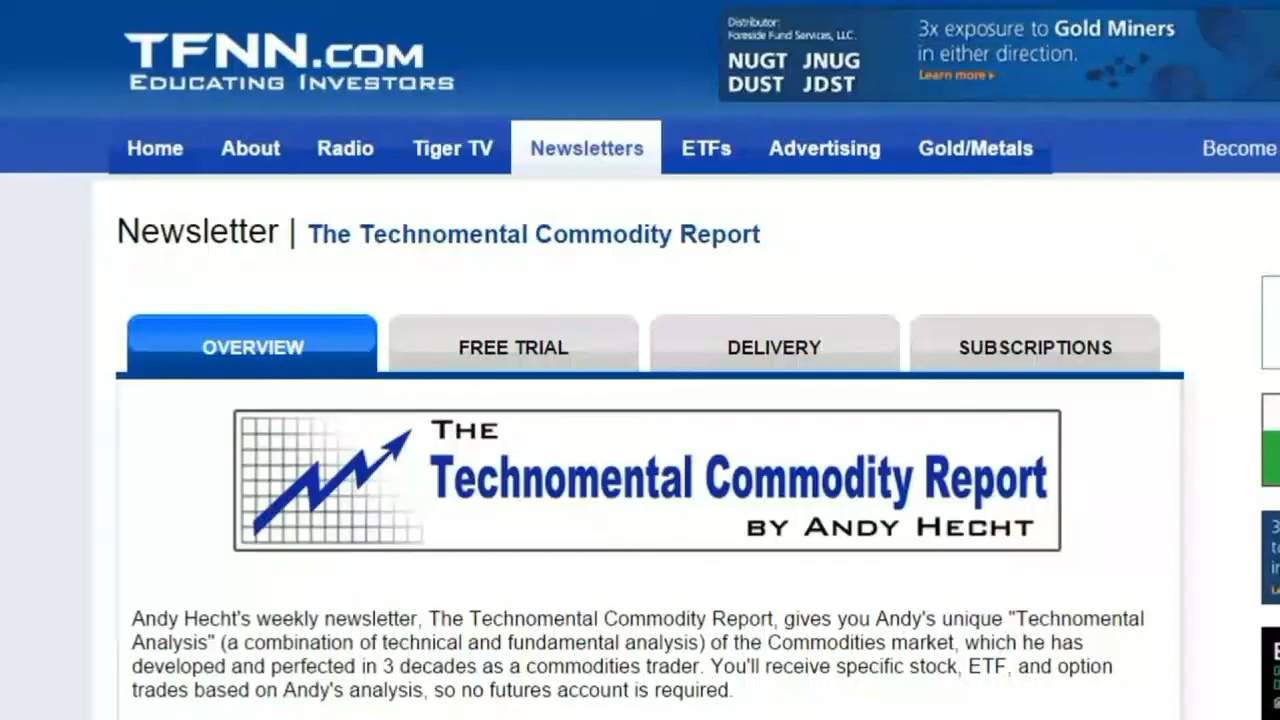 TFNN.COM
EDUCATING INVESTORS
Distributor:
Foreside Fund Services, LLC.
NUGT JNUG
DUST JDST
3x exposure to Gold Miners
in either direction.
Learn more
Home About Radio Tiger TV Newsletters ETFs Advertising Gold/Metals Become
Newsletter | The Technomental Commodity Report
OVERVIEW FREE TRIAL DELIVERY SUBSCRIPTIONS
THE
Technomental Commodity Report
BY ANDY HECHT
Andy Hecht's weekly newsletter, The Technomental Commodity Report, gives you Andy's unique "Technomental
Analysis" (a combination of technical and fundamental analysis) of the Commodities market, which he has
developed and perfected in 3 decades as a commodities trader. You'll receive specific stock, ETF, and option
trades based on Andy's analysis, so no futures account is required.